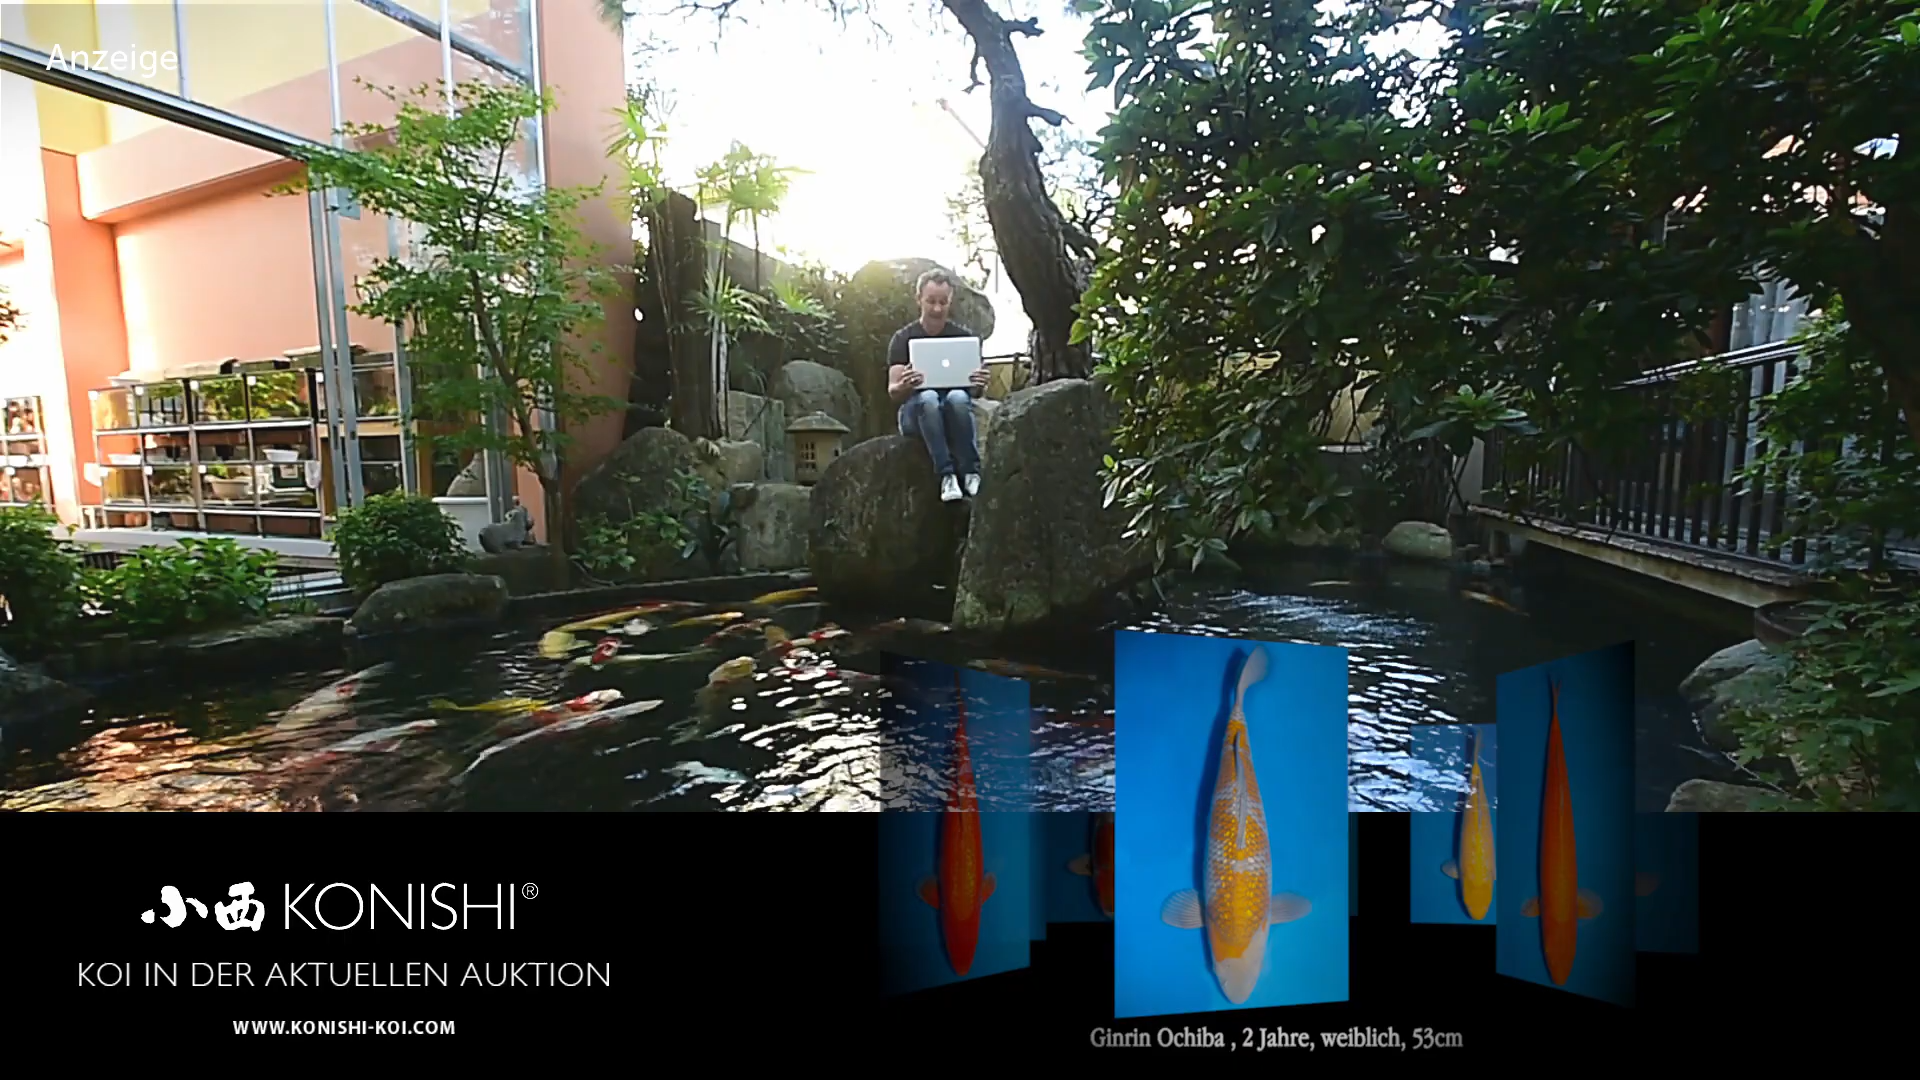 Anzeige
小西 KONISHI®
KOI IN DER AKTUELLEN AUKTION
WWW.KONISHI-KOI.COM
Ginrin Ochiba , 2 Jahre, weiblich, 53cm